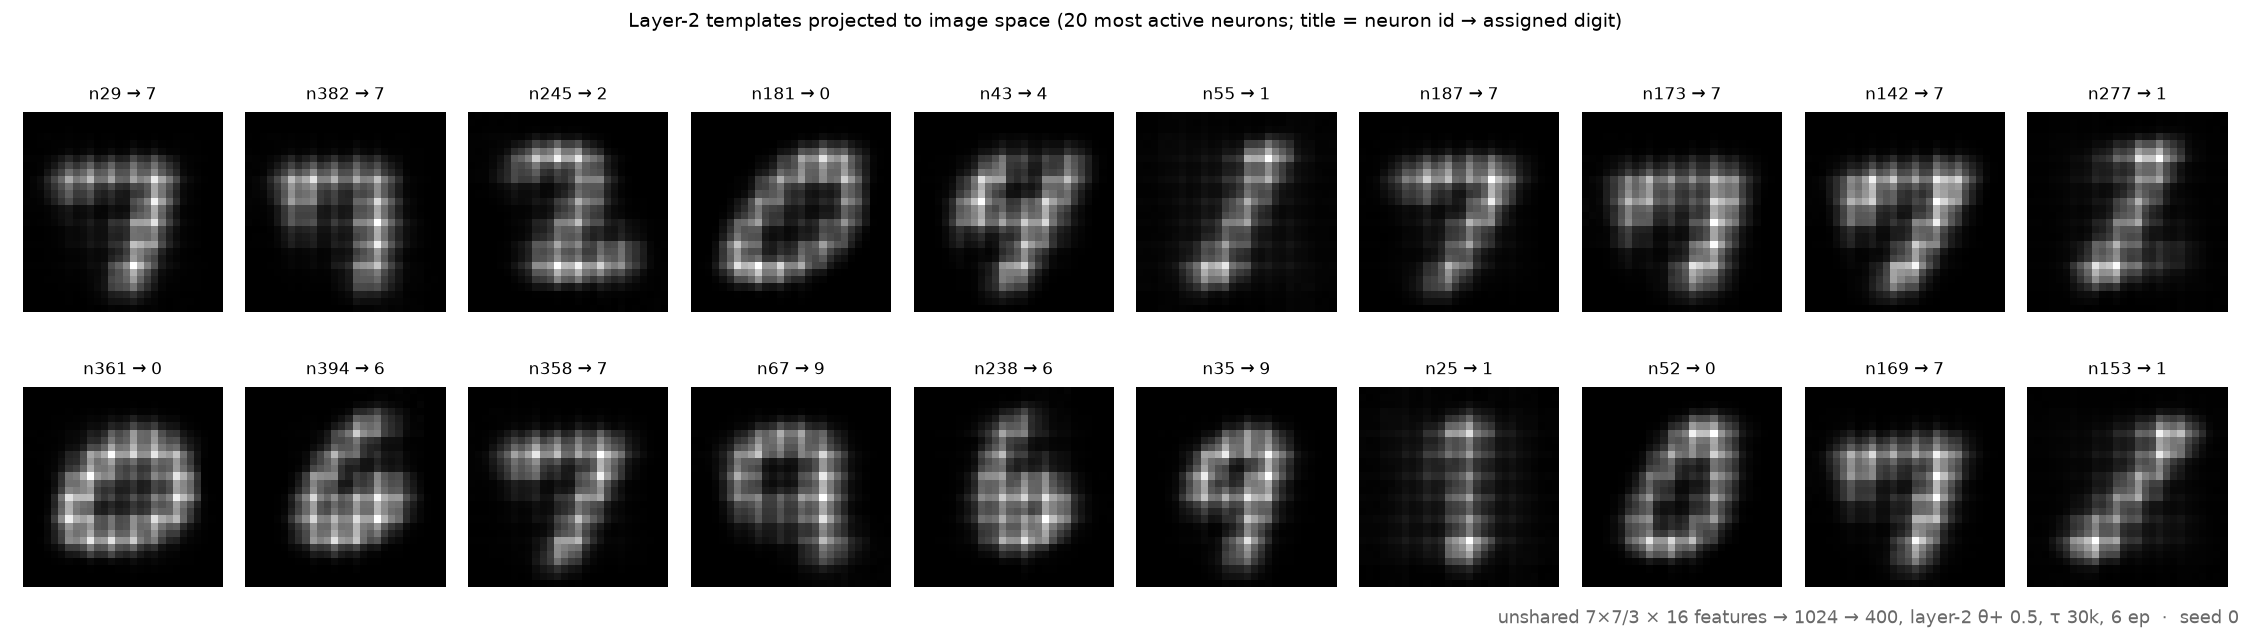 Layer-2 templates projected to image space (20 most active neurons; title = neuron id → assigned digit)
n29 → 7 n382 → 7 n245 → 2 n181 → 0 n43 → 4 n55 → 1 n187 → 7 n173 → 7 n142 → 7 n277 → 1
n361 → 0 n394 → 6 n358 → 7 n67 → 9 n238 → 6 n35 → 9 n25 → 1 n52 → 0 n169 → 7 n153 → 1
unshared 7×7/3 × 16 features → 1024 → 400, layer-2 θ+ 0.5, τ 30k, 6 ep · seed 0